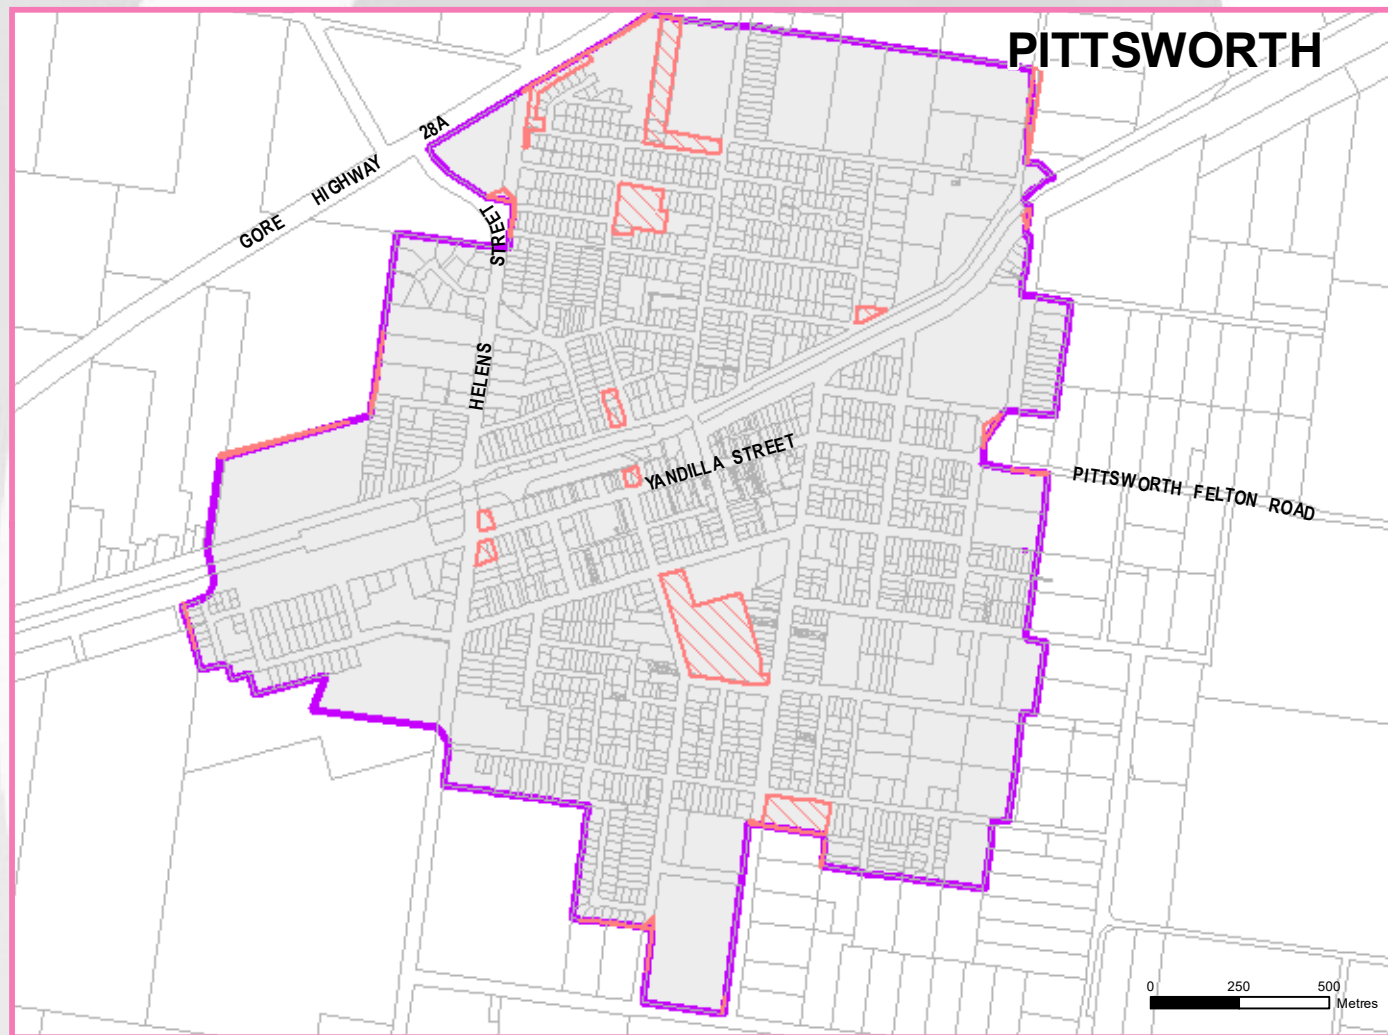 PITTSWORTH
28A
GORE HIGHWAY
STREET
HELENS
YANDILLA STREET
PITTSWORTH FELTON ROAD
0 250 500
Metres